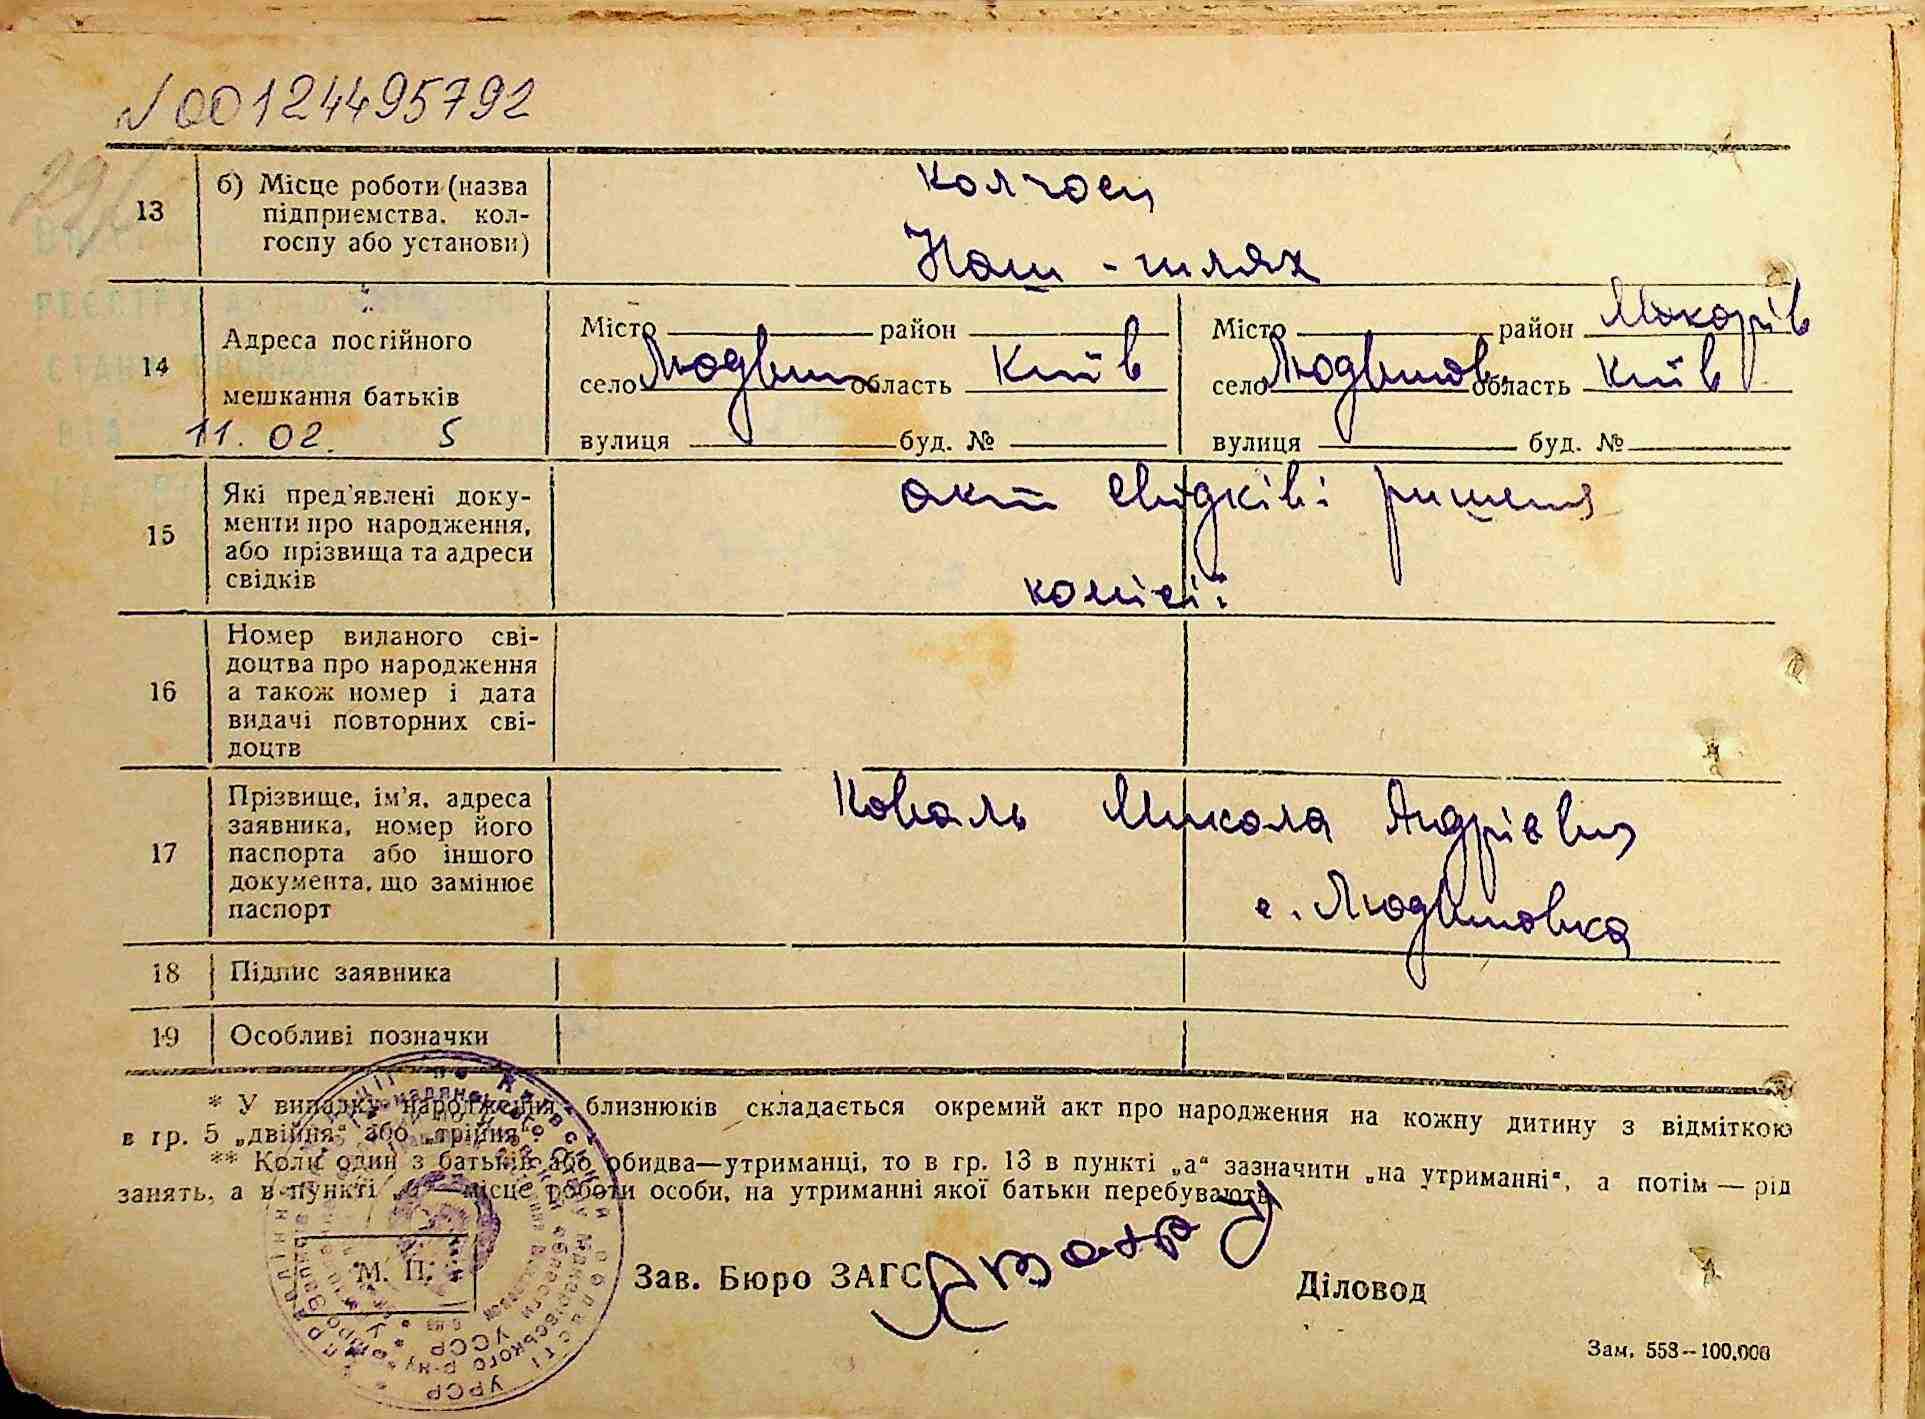 №00124495792
29
13
б) Місце роботи (назва
підприємства, кол-
госпу або установи)
колгосп
Наш-шлях
14
Адреса постійного
мешкання батьків
11.02. 5
Місто район
село Людвин область Київ
вулиця буд. №
Місто район Макарів
село Людвинов. область Київ
вулиця буд. №
15
Які пред'явлені доку-
менти про народження,
або прізвища та адреси
свідків
акт свидків і ришення
комісії
16
Номер виданого сві-
доцтва про народження
а також номер і дата
видачі повторних сві-
доцтв
17
Прізвище, ім'я, адреса
заявника, номер його
паспорта або іншого
документа, що замінює
паспорт
Коваль Микола Андрієвич
с. Людвиновка
18
Підпис заявника
19
Особливі позначки
* У випадку народження близнюків складається окремий акт про народження на кожну дитину з відміткою
в гр. 5 „двійня" або „трійня".
** Коли один з батьків або обидва—утриманці, то в гр. 13 в пункті „а" зазначити „на утриманні", а потім — рід
занять, а в пункті „б"—місце роботи особи, на утриманні якої батьки перебувають
М. П.
Зав. Бюро ЗАГС
Діловод
Зам. 558—100.000